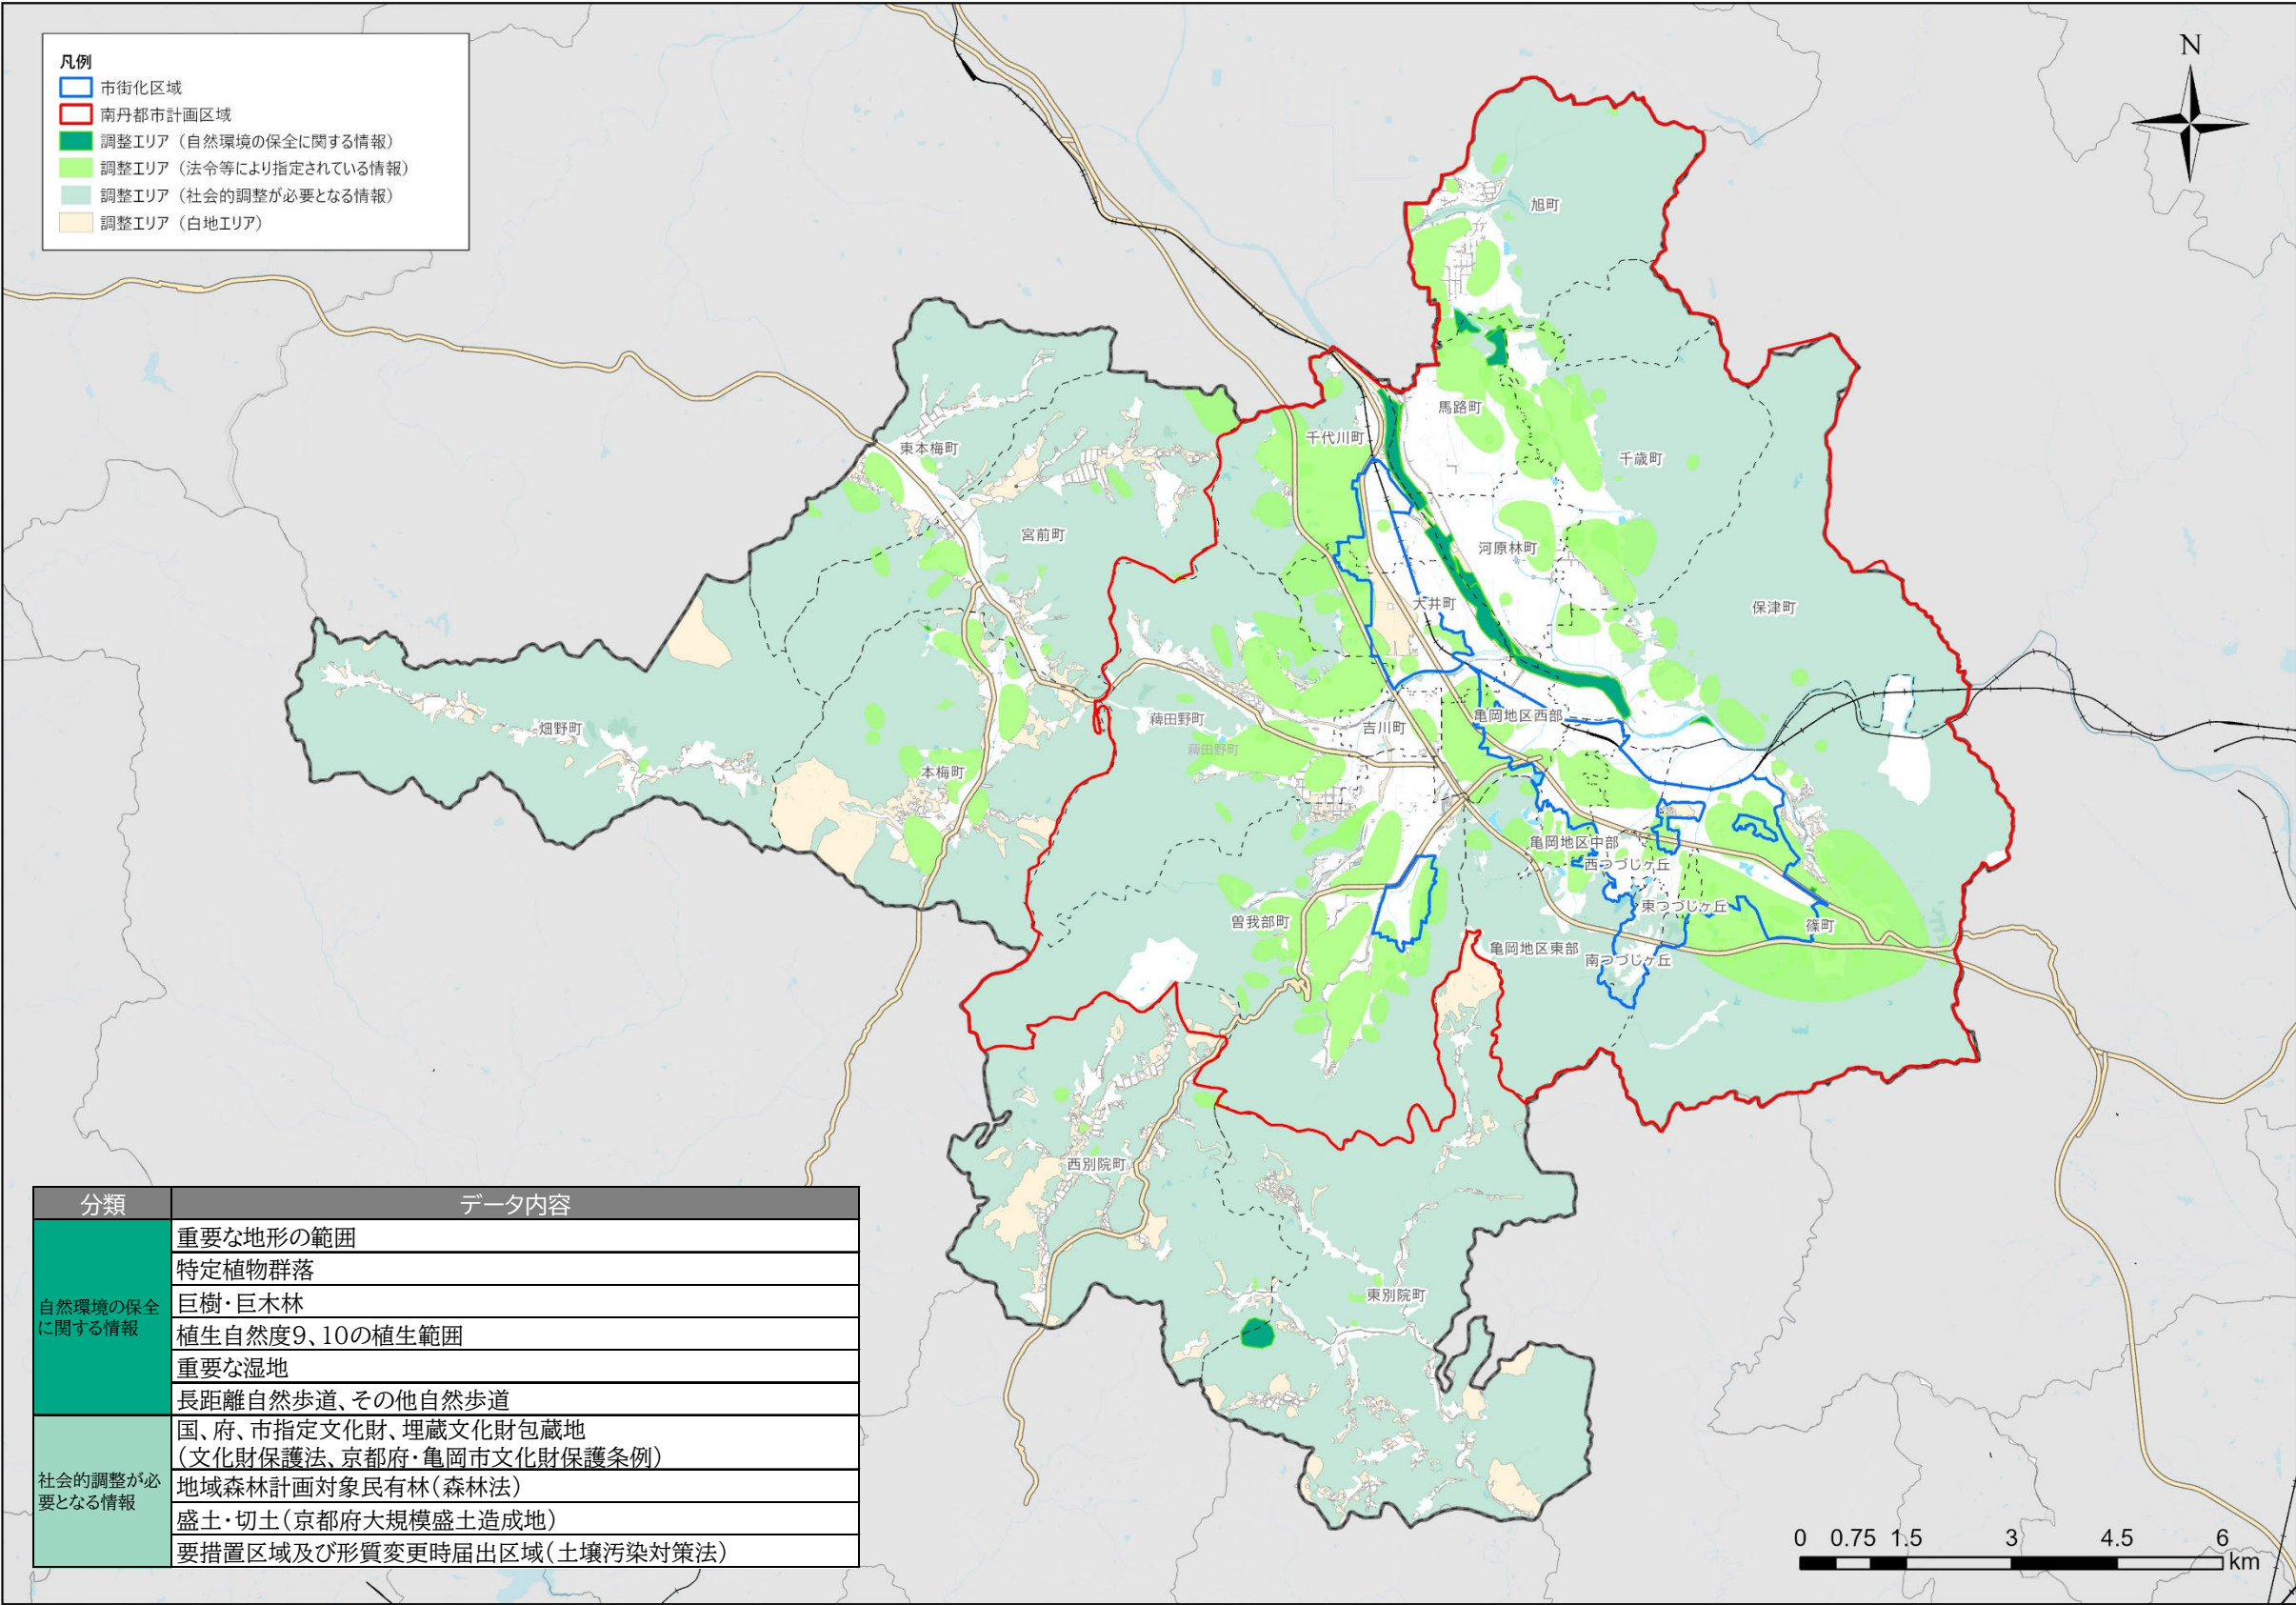 凡例
市街化区域
南丹都市計画区域
調整エリア（自然環境の保全に関する情報）
調整エリア（法令等により指定されている情報）
調整エリア（社会的調整が必要となる情報）
調整エリア（白地エリア）
N
旭町
馬路町
千代川町
東本梅町
千歳町
宮前町
河原林町
大井町
保津町
亀岡地区西部
薭田野町
吉川町
畑野町
薭田野町
本梅町
亀岡地区中部
西つづじヶ丘
東つづじヶ丘
曽我部町
篠町
亀岡地区東部
南つづじヶ丘
西別院町
東別院町
分類 データ内容
自然環境の保全に関する情報
重要な地形の範囲
特定植物群落
巨樹・巨木林
植生自然度9、10の植生範囲
重要な湿地
長距離自然歩道、その他自然歩道
社会的調整が必要となる情報
国、府、市指定文化財、埋蔵文化財包蔵地
（文化財保護法、京都府・亀岡市文化財保護条例）
地域森林計画対象民有林（森林法）
盛土・切土（京都府大規模盛土造成地）
要措置区域及び形質変更時届出区域（土壌汚染対策法）
0 0.75 1.5 3 4.5 6
km